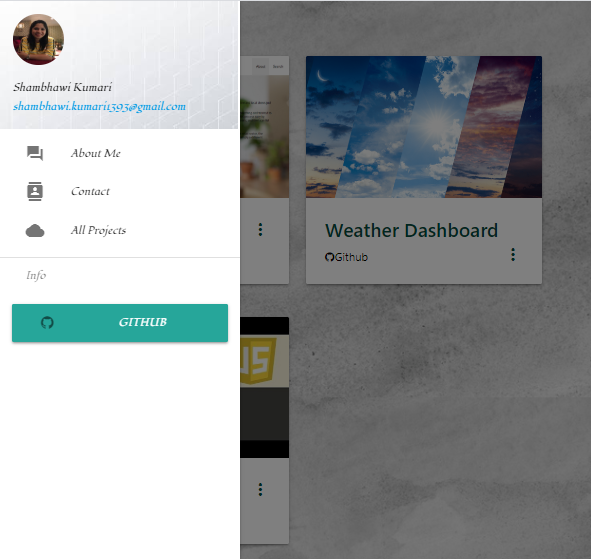 Shambhawi Kumari
shambhawi.kumari1393@gmail.com
About Me
Contact
All Projects
Info
GITHUB
About Search
Weather Dashboard
Github
JS